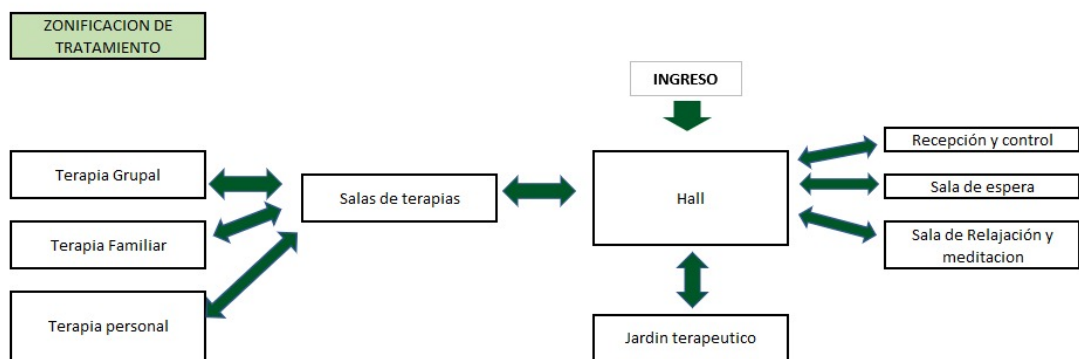 ZONIFICACION DE
TRATAMIENTO
INGRESO
Recepción y control
Terapia Grupal
Salas de terapias
Hall
Sala de espera
Terapia Familiar
Sala de Relajación y
meditacion
Terapia personal
Jardin terapeutico